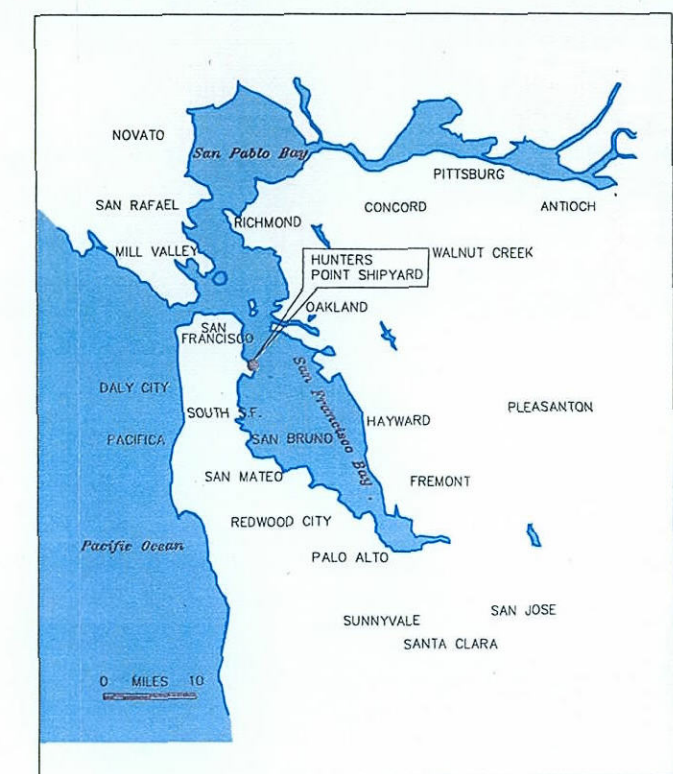 NOVATO
San Pablo Bay
PITTSBURG
SAN RAFAEL
CONCORD
ANTIOCH
RICHMOND
MILL VALLEY
WALNUT CREEK
HUNTERS
POINT SHIPYARD
OAKLAND
SAN
FRANCISCO
DALY CITY
San Francisco Bay
PLEASANTON
SOUTH S.F.
HAYWARD
PACIFICA
SAN BRUNO
SAN MATEO
FREMONT
REDWOOD CITY
Pacific Ocean
PALO ALTO
SAN JOSE
SUNNYVALE
SANTA CLARA
0 MILES 10